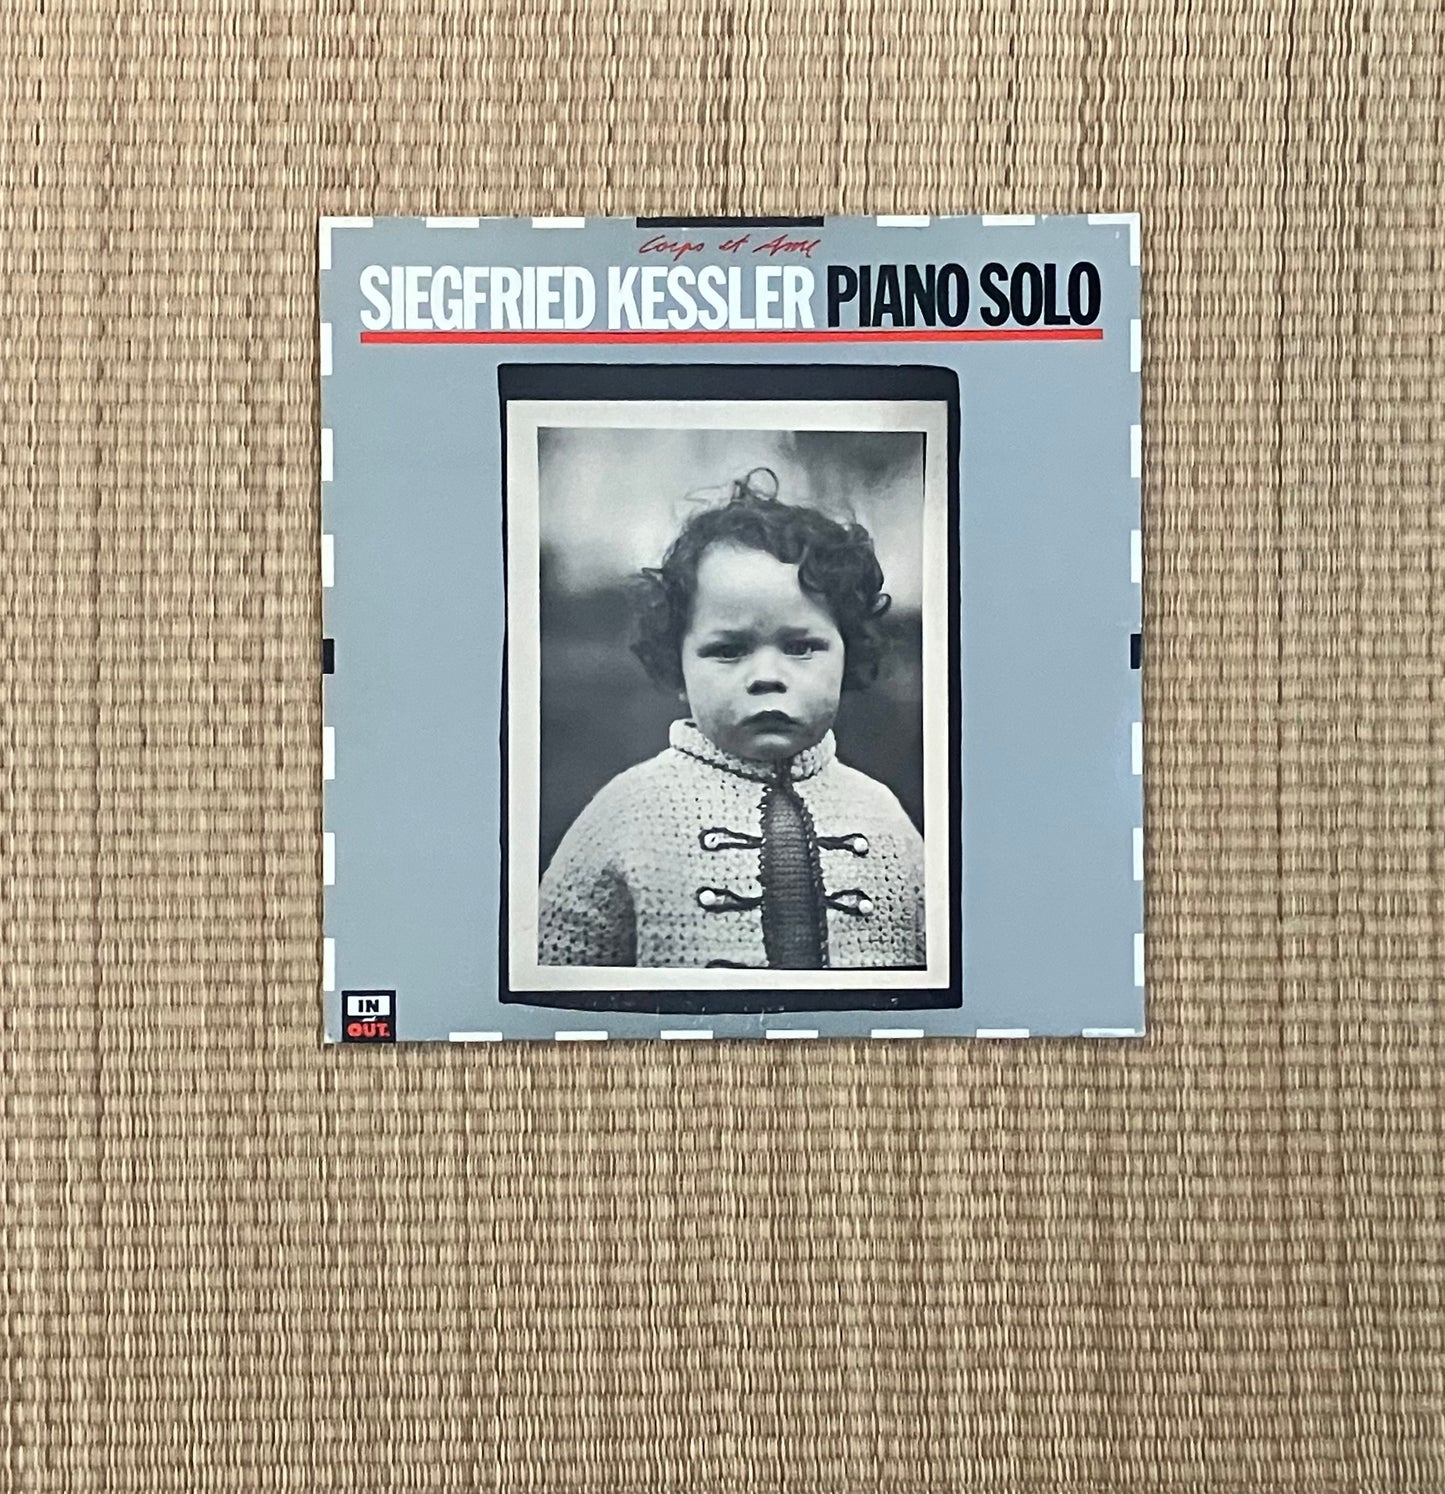 Corps et Ame
SIEGFRIED KESSLER PIANO SOLO
IN
OUT.